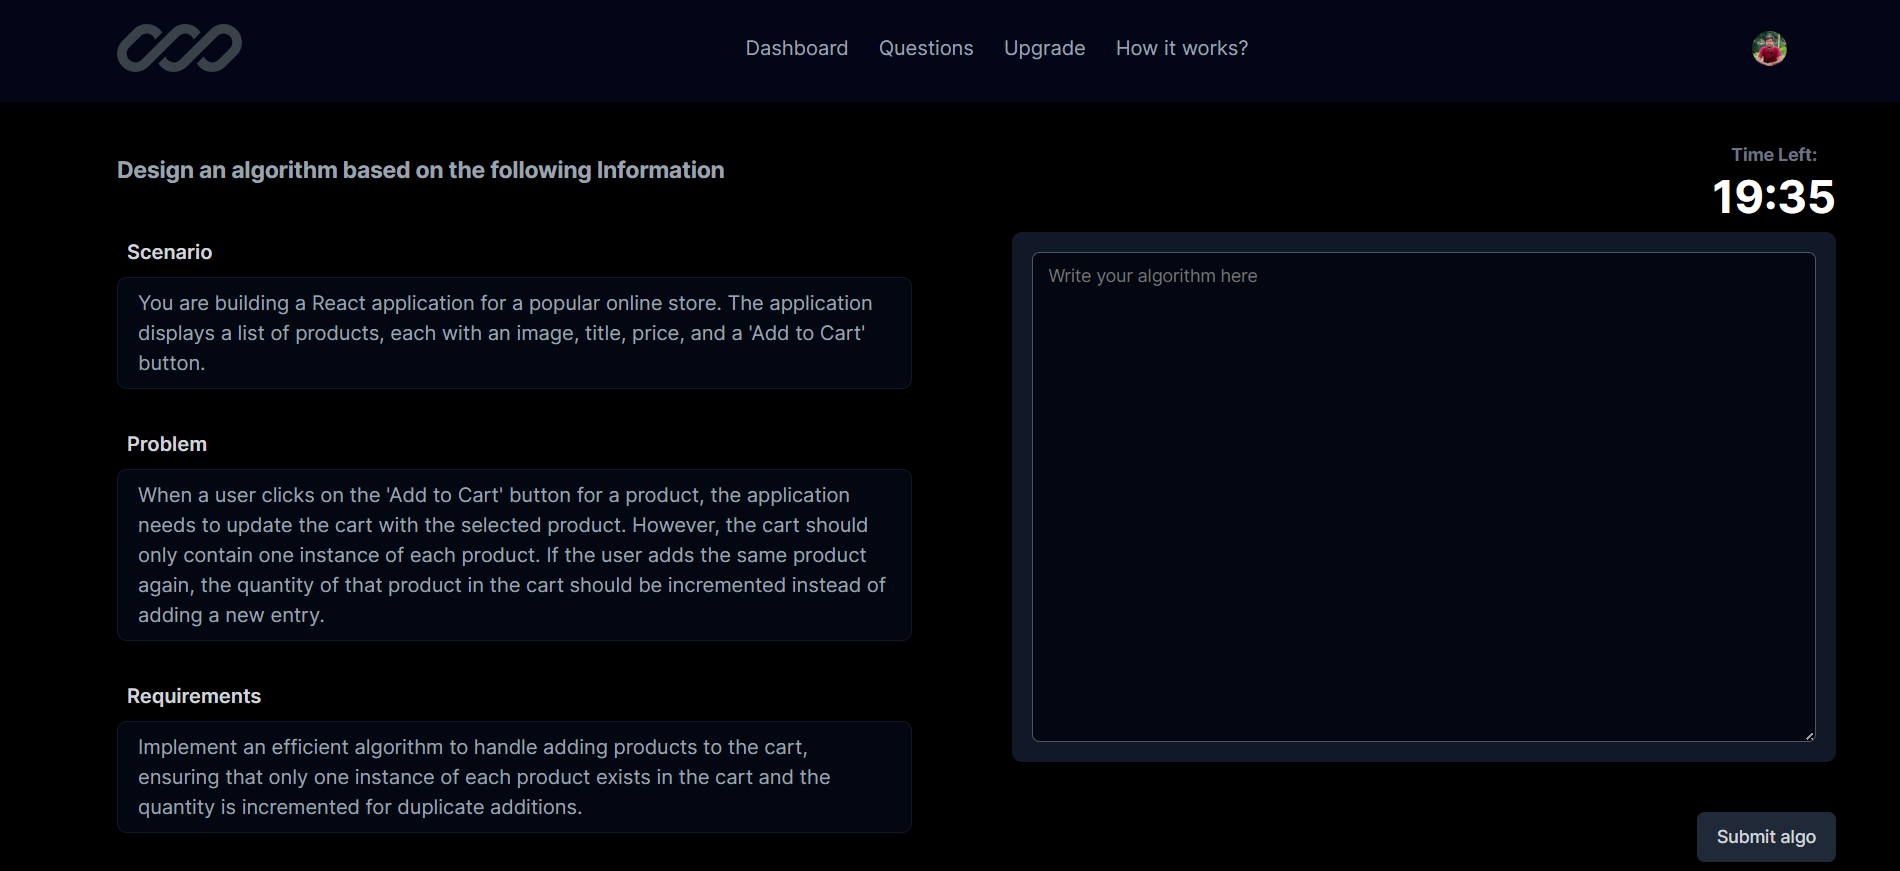 Dashboard Questions Upgrade How it works?
Design an algorithm based on the following Information
Time Left:
19:35
Scenario
You are building a React application for a popular online store. The application
displays a list of products, each with an image, title, price, and a 'Add to Cart'
button.
Problem
When a user clicks on the 'Add to Cart' button for a product, the application
needs to update the cart with the selected product. However, the cart should
only contain one instance of each product. If the user adds the same product
again, the quantity of that product in the cart should be incremented instead of
adding a new entry.
Requirements
Implement an efficient algorithm to handle adding products to the cart,
ensuring that only one instance of each product exists in the cart and the
quantity is incremented for duplicate additions.
Write your algorithm here
Submit algo